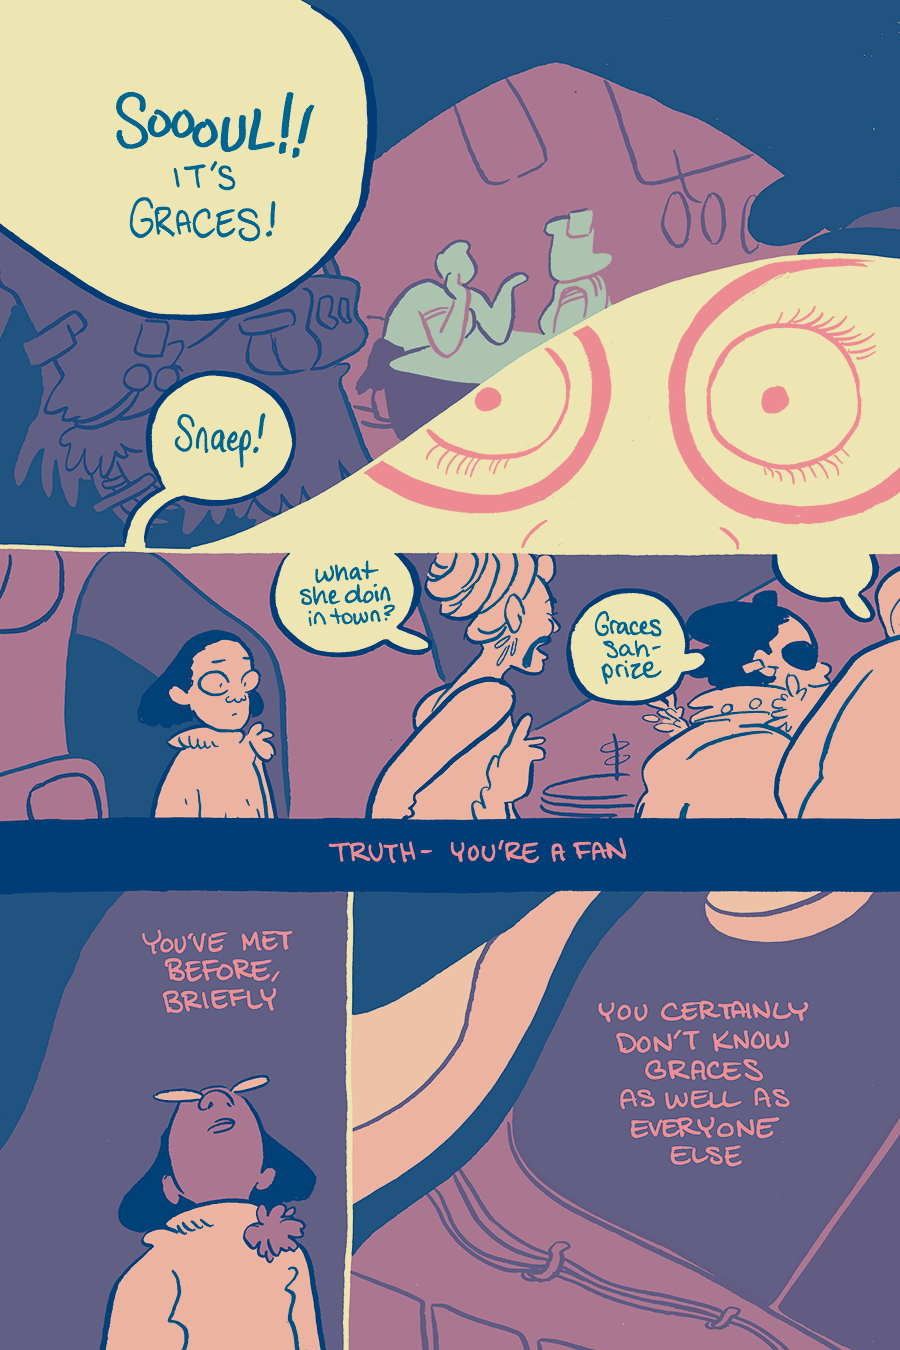 SOOOUL!!
IT'S
GRACES!
Snaep!
What
she doin
in town?
Graces
Sah-
prize
TRUTH- YOU'RE A FAN
YOU'VE MET
BEFORE,
BRIEFLY
YOU CERTAINLY
DON'T KNOW
GRACES
AS WELL AS
EVERYONE
ELSE